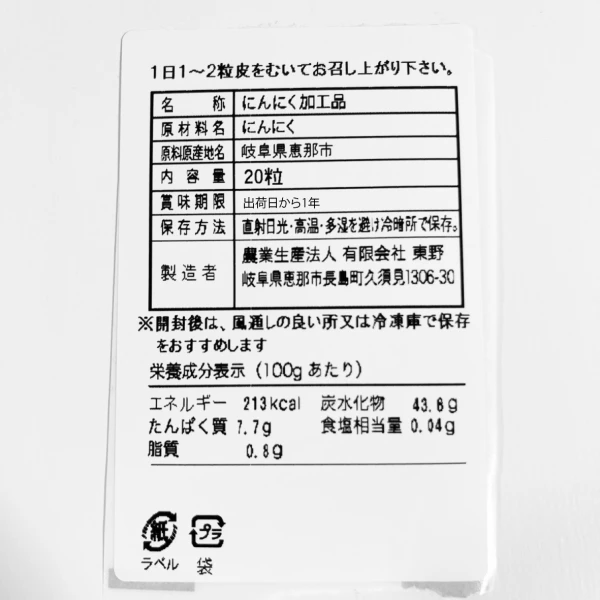 1日1～2粒皮をむいてお召し上がり下さい。
名称 にんにく加工品
原材料名 にんにく
原料原産地名 岐阜県恵那市
内容量 20粒
賞味期限 出荷日から1年
保存方法 直射日光・高温・多湿を避け冷暗所で保存。
製造者 農業生産法人 有限会社 東野
岐阜県恵那市長島町久須見1306-30
※開封後は、風通しの良い所又は冷凍庫で保存
をおすすめします
栄養成分表示（100gあたり）
エネルギー 213kcal 炭水化物 43.6g
たんぱく質 7.7g 食塩相当量 0.04g
脂質 0.8g
紙 プラ
ラベル 袋